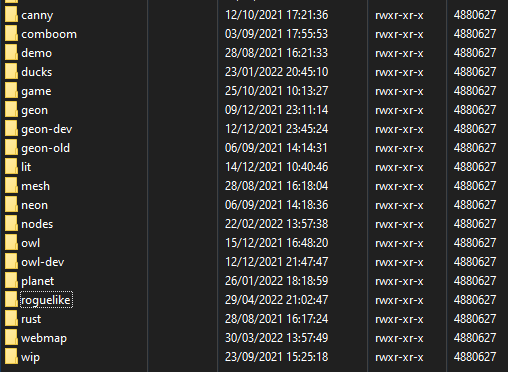 canny 12/10/2021 17:21:36 rwxr-xr-x 4880627
comboom 03/09/2021 17:55:53 rwxr-xr-x 4880627
demo 28/08/2021 16:21:33 rwxr-xr-x 4880627
ducks 23/01/2022 20:45:10 rwxr-xr-x 4880627
game 25/10/2021 10:13:27 rwxr-xr-x 4880627
geon 09/12/2021 23:11:14 rwxr-xr-x 4880627
geon-dev 12/12/2021 23:45:24 rwxr-xr-x 4880627
geon-old 06/09/2021 14:14:31 rwxr-xr-x 4880627
lit 14/12/2021 10:40:46 rwxr-xr-x 4880627
mesh 28/08/2021 16:18:04 rwxr-xr-x 4880627
neon 06/09/2021 14:18:36 rwxr-xr-x 4880627
nodes 22/02/2022 13:57:38 rwxr-xr-x 4880627
owl 15/12/2021 16:48:20 rwxr-xr-x 4880627
owl-dev 12/12/2021 21:47:47 rwxr-xr-x 4880627
planet 26/01/2022 18:18:59 rwxr-xr-x 4880627
roguelike 29/04/2022 21:02:47 rwxr-xr-x 4880627
rust 28/08/2021 16:17:24 rwxr-xr-x 4880627
webmap 30/03/2022 13:57:49 rwxr-xr-x 4880627
wip 23/09/2021 15:25:18 rwxr-xr-x 4880627